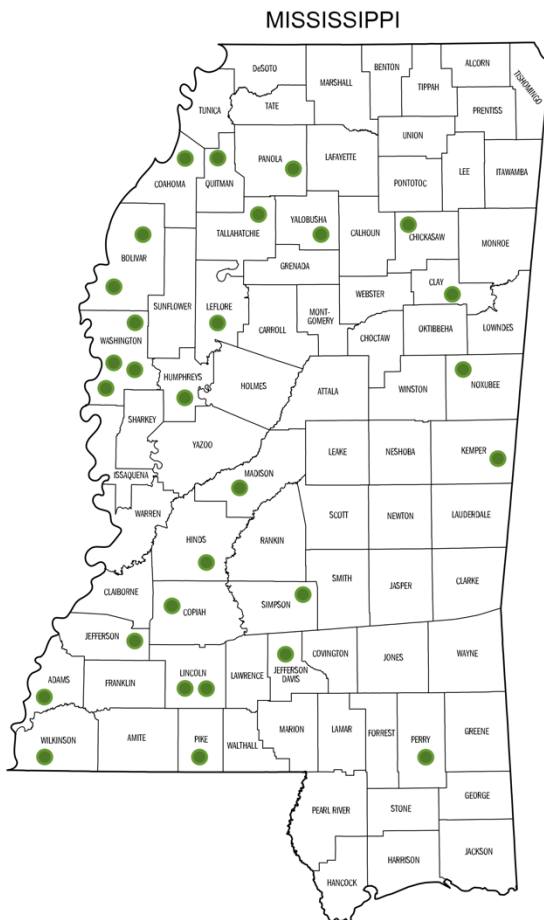 MISSISSIPPI
DeSOTO
MARSHALL
BENTON
TIPPAH
ALCORN
TISHOMINGO
TUNICA
TATE
PRENTISS
UNION
COAHOMA
QUITMAN
PANOLA
LAFAYETTE
PONTOTOC
LEE
ITAWAMBA
TALLAHATCHIE
YALOBUSHA
CALHOUN
CHICKASAW
MONROE
BOLIVAR
GRENADA
SUNFLOWER
LEFLORE
WEBSTER
CLAY
CARROLL
MONT-
GOMERY
CHOCTAW
OKTIBBEHA
LOWNDES
WASHINGTON
HUMPHREYS
HOLMES
ATTALA
WINSTON
NOXUBEE
SHARKEY
YAZOO
LEAKE
NESHOBA
KEMPER
ISSAQUENA
MADISON
WARREN
SCOTT
NEWTON
LAUDERDALE
HINDS
RANKIN
CLAIBORNE
SMITH
JASPER
CLARKE
COPIAH
SIMPSON
JEFFERSON
ADAMS
FRANKLIN
LINCOLN
LAWRENCE
JEFFERSON
DAVIS
COVINGTON
JONES
WAYNE
WILKINSON
AMITE
PIKE
WALTHALL
MARION
LAMAR
FORREST
PERRY
GREENE
PEARL RIVER
STONE
GEORGE
HANCOCK
HARRISON
JACKSON